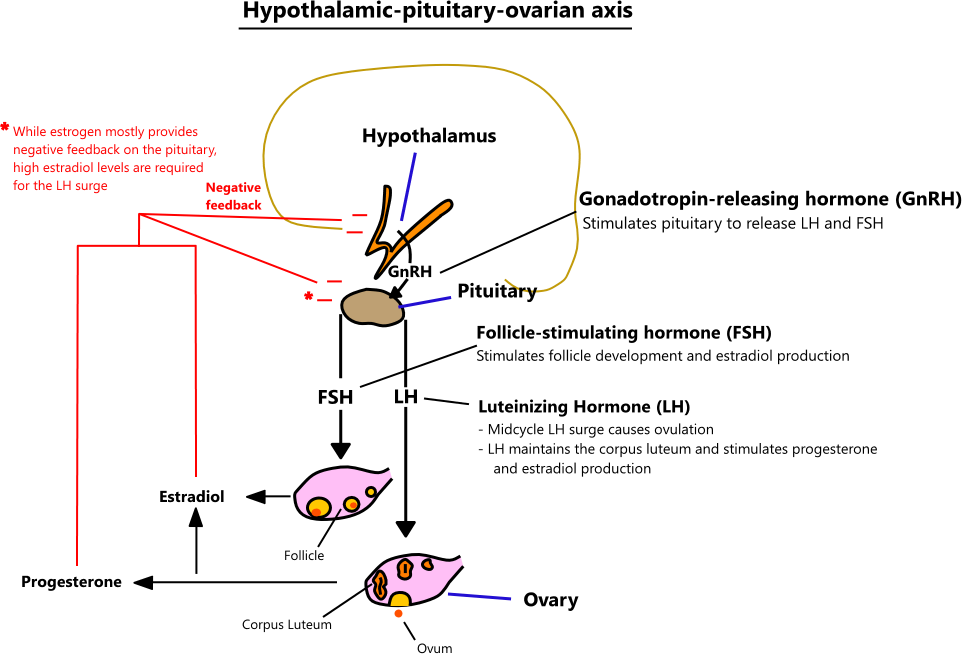 Hypothalamic-pituitary-ovarian axis
* While estrogen mostly provides
negative feedback on the pituitary,
high estradiol levels are required
for the LH surge
Negative
feedback
Hypothalamus
Gonadotropin-releasing hormone (GnRH)
Stimulates pituitary to release LH and FSH
GnRH
*
Pituitary
Follicle-stimulating hormone (FSH)
Stimulates follicle development and estradiol production
FSH
LH
Luteinizing Hormone (LH)
- Midcycle LH surge causes ovulation
- LH maintains the corpus luteum and stimulates progesterone
and estradiol production
Estradiol
Follicle
Progesterone
Ovary
Corpus Luteum
Ovum